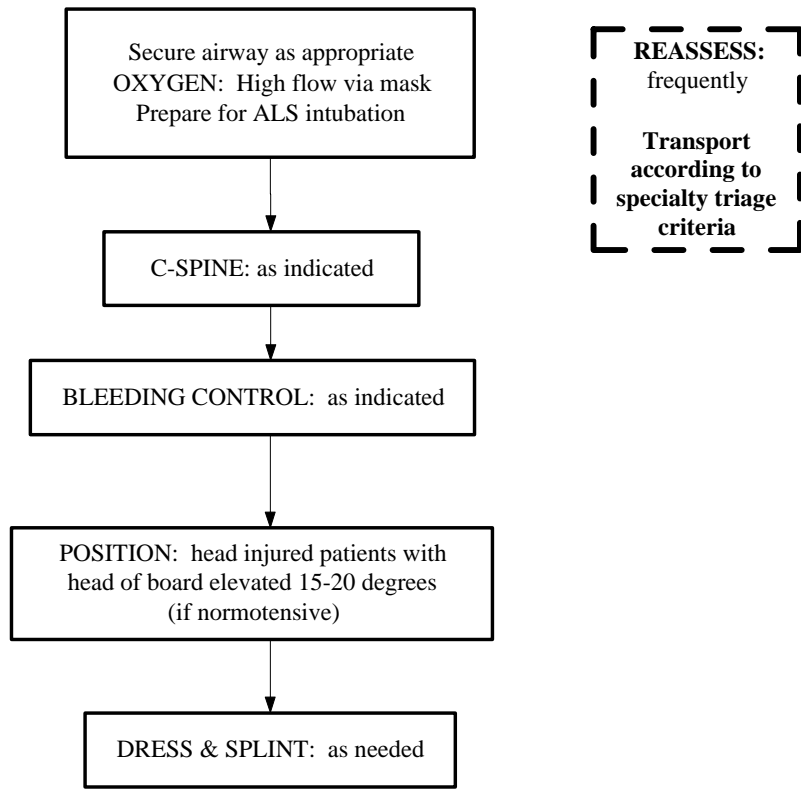 Secure airway as appropriate
OXYGEN:  High flow via mask
Prepare for ALS intubation
REASSESS:
frequently
Transport
according to
specialty triage
criteria
C-SPINE: as indicated
BLEEDING CONTROL:  as indicated
POSITION:  head injured patients with
head of board elevated 15-20 degrees
(if normotensive)
DRESS & SPLINT:  as needed